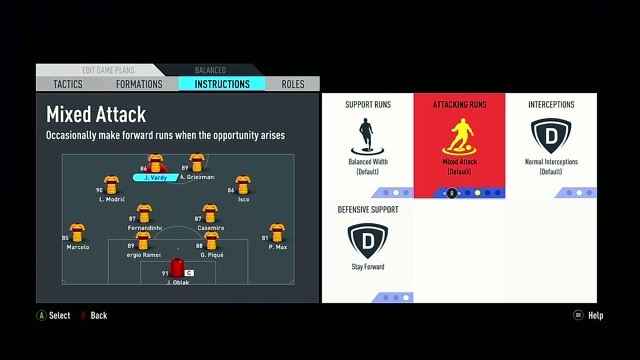 EDIT GAME PLANS BALANCED
TACTICS FORMATIONS INSTRUCTIONS ROLES
Mixed Attack
Occasionally make forward runs when the opportunity arises
86 J. Vardy
89 A. Griezman
90 L. Modrić
86 Isco
87 Fernandinho
87 Casemiro
85 Marcelo
89 ergio Ramos
88 G. Piqué
81 P. Max
91 C
J. Oblak
SUPPORT RUNS
Balanced Width
(Default)
ATTACKING RUNS
Mixed Attack
(Default)
R
INTERCEPTIONS
D
Normal Interceptions
(Default)
DEFENSIVE SUPPORT
D
Stay Forward
A Select B Back
Help